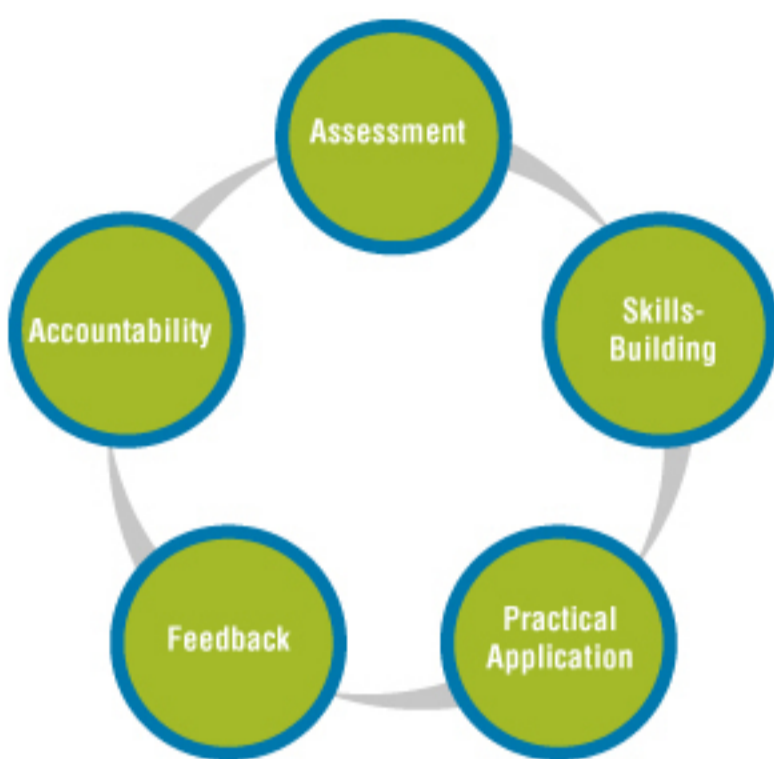 Assessment
Skills-
Building
Practical
Application
Feedback
Accountability